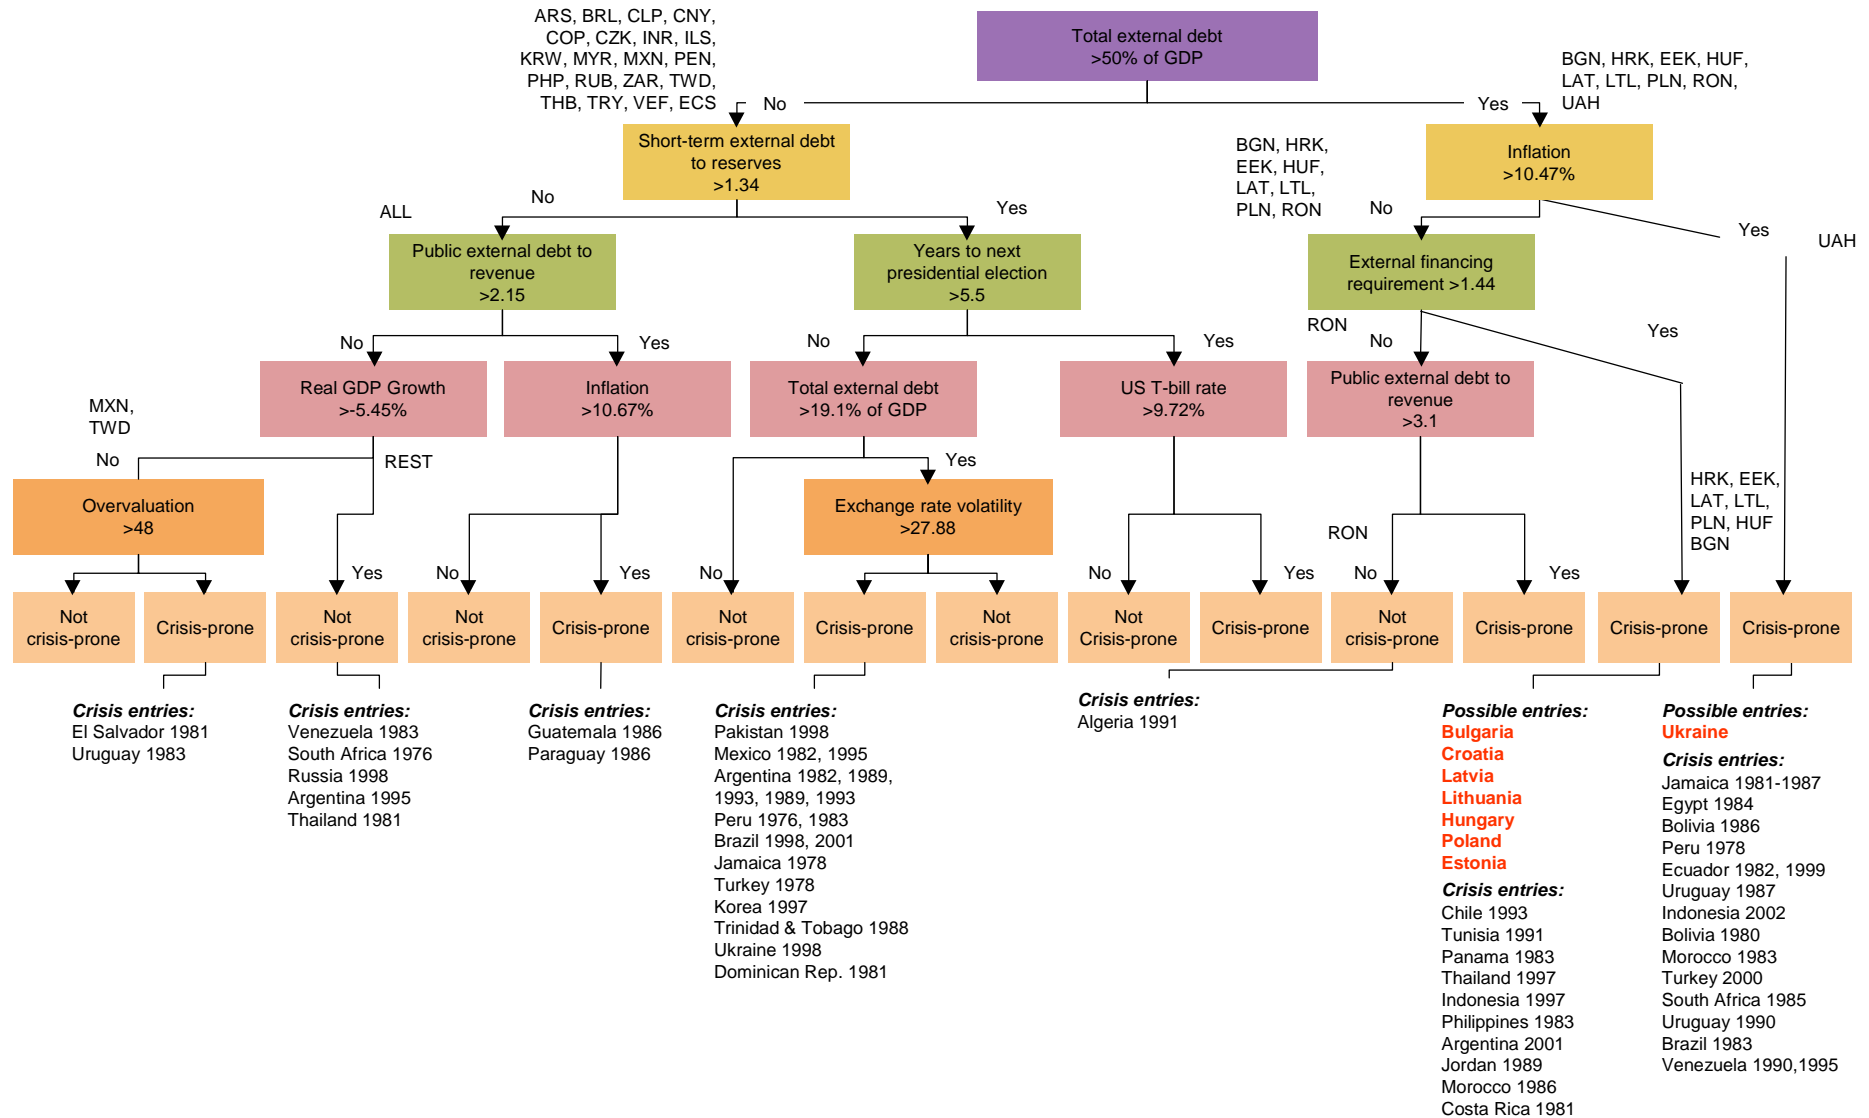 ARS, BRL, CLP, CNY,
COP, CZK, INR, ILS,
KRW, MYR, MXN, PEN,
PHP, RUB, ZAR, TWD,
THB, TRY, VEF, ECS
Total external debt
>50% of GDP
BGN, HRK, EEK, HUF,
LAT, LTL, PLN, RON,
UAH
No
Yes
Short-term external debt
to reserves
>1.34
BGN, HRK,
EEK, HUF,
LAT, LTL,
PLN, RON
Inflation
>10.47%
No
ALL
Yes
No
Yes
UAH
Public external debt to
revenue
>2.15
Years to next
presidential election
>5.5
External financing
requirement >1.44
No
Yes
No
Yes
RON
No
Yes
Real GDP Growth
>-5.45%
Inflation
>10.67%
Total external debt
>19.1% of GDP
US T-bill rate
>9.72%
Public external debt to
revenue
>3.1
MXN,
TWD
No
REST
Yes
HRK, EEK,
LAT, LTL,
PLN, HUF
BGN
Overvaluation
>48
Exchange rate volatility
>27.88
RON
Yes
No
Yes
No
No
Yes
No
Yes
Not
crisis-prone
Crisis-prone
Not
crisis-prone
Not
crisis-prone
Crisis-prone
Not
crisis-prone
Crisis-prone
Not
crisis-prone
Not
Crisis-prone
Crisis-prone
Not
crisis-prone
Crisis-prone
Crisis-prone
Crisis-prone
Crisis entries:
El Salvador 1981
Uruguay 1983
Crisis entries:
Venezuela 1983
South Africa 1976
Russia 1998
Argentina 1995
Thailand 1981
Crisis entries:
Guatemala 1986
Paraguay 1986
Crisis entries:
Pakistan 1998
Mexico 1982, 1995
Argentina 1982, 1989,
1993, 1989, 1993
Peru 1976, 1983
Brazil 1998, 2001
Jamaica 1978
Turkey 1978
Korea 1997
Trinidad & Tobago 1988
Ukraine 1998
Dominican Rep. 1981
Crisis entries:
Algeria 1991
Possible entries:
Bulgaria
Croatia
Latvia
Lithuania
Hungary
Poland
Estonia
Crisis entries:
Chile 1993
Tunisia 1991
Panama 1983
Thailand 1997
Indonesia 1997
Philippines 1983
Argentina 2001
Jordan 1989
Morocco 1986
Costa Rica 1981
Possible entries:
Ukraine
Crisis entries:
Jamaica 1981-1987
Egypt 1984
Bolivia 1986
Peru 1978
Ecuador 1982, 1999
Uruguay 1987
Indonesia 2002
Bolivia 1980
Morocco 1983
Turkey 2000
South Africa 1985
Uruguay 1990
Brazil 1983
Venezuela 1990,1995